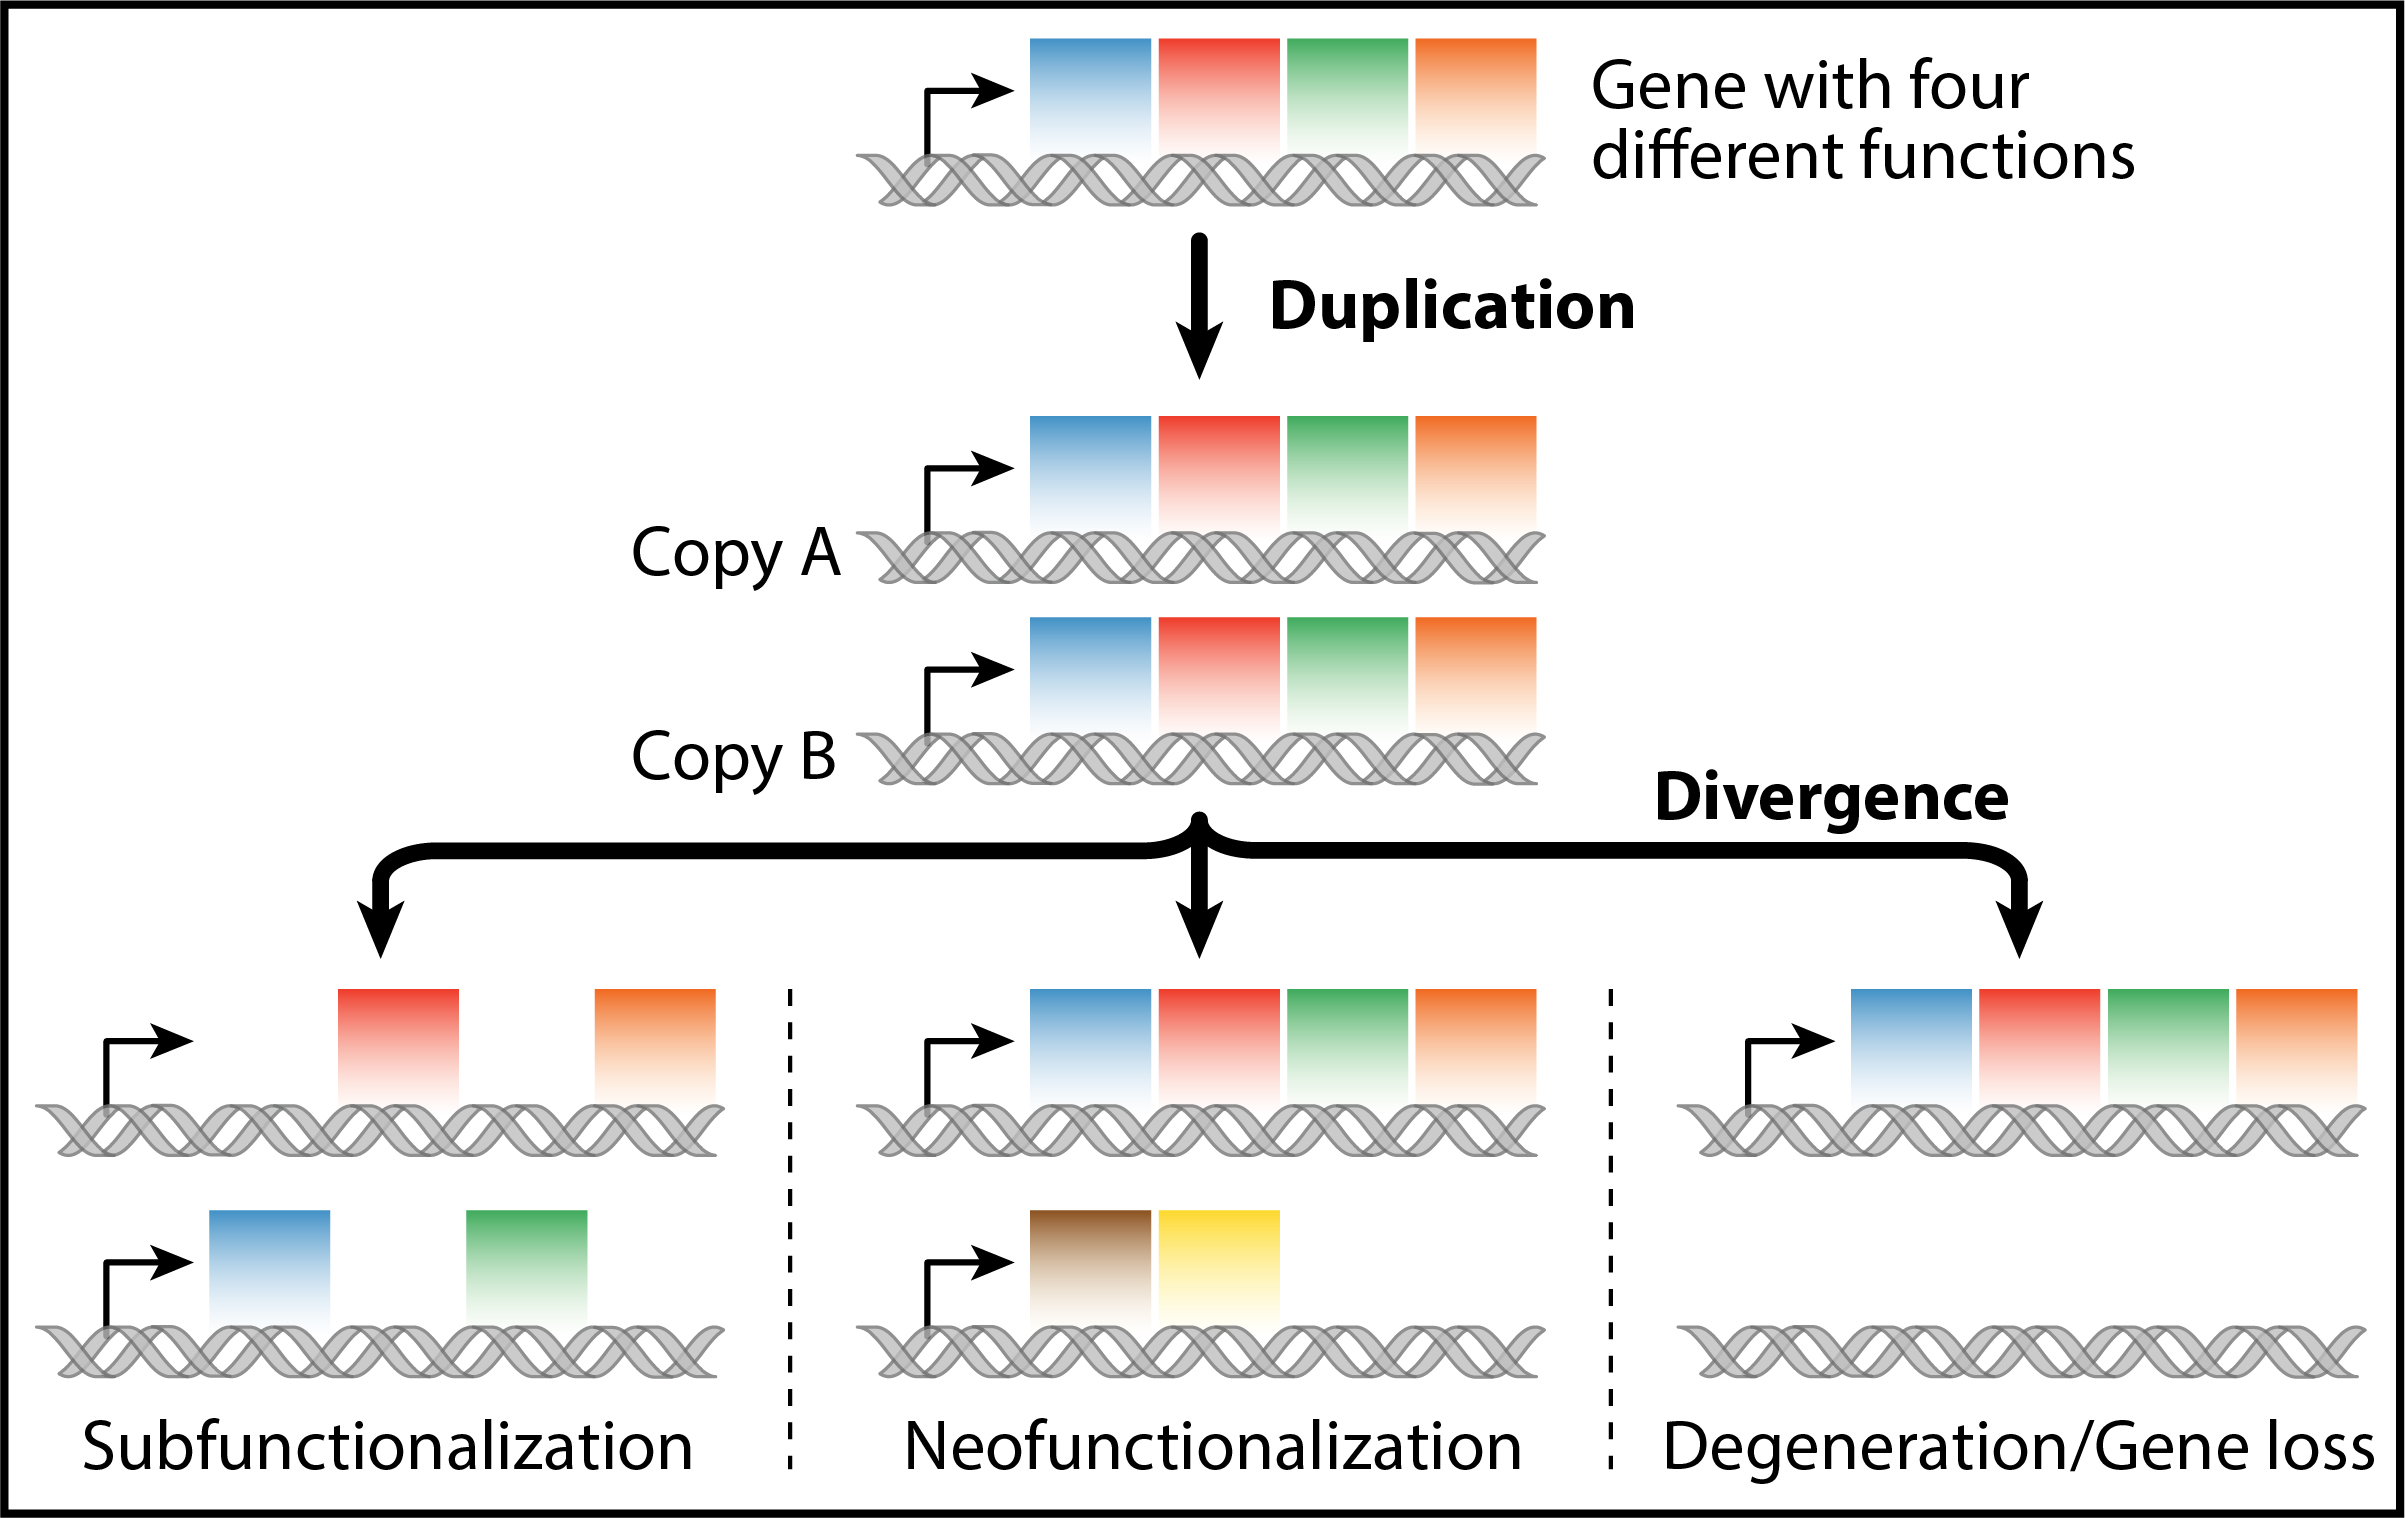 Gene with four
different functions
Duplication
Copy A
Copy B
Divergence
Subfunctionalization
Neofunctionalization
Degeneration/Gene loss